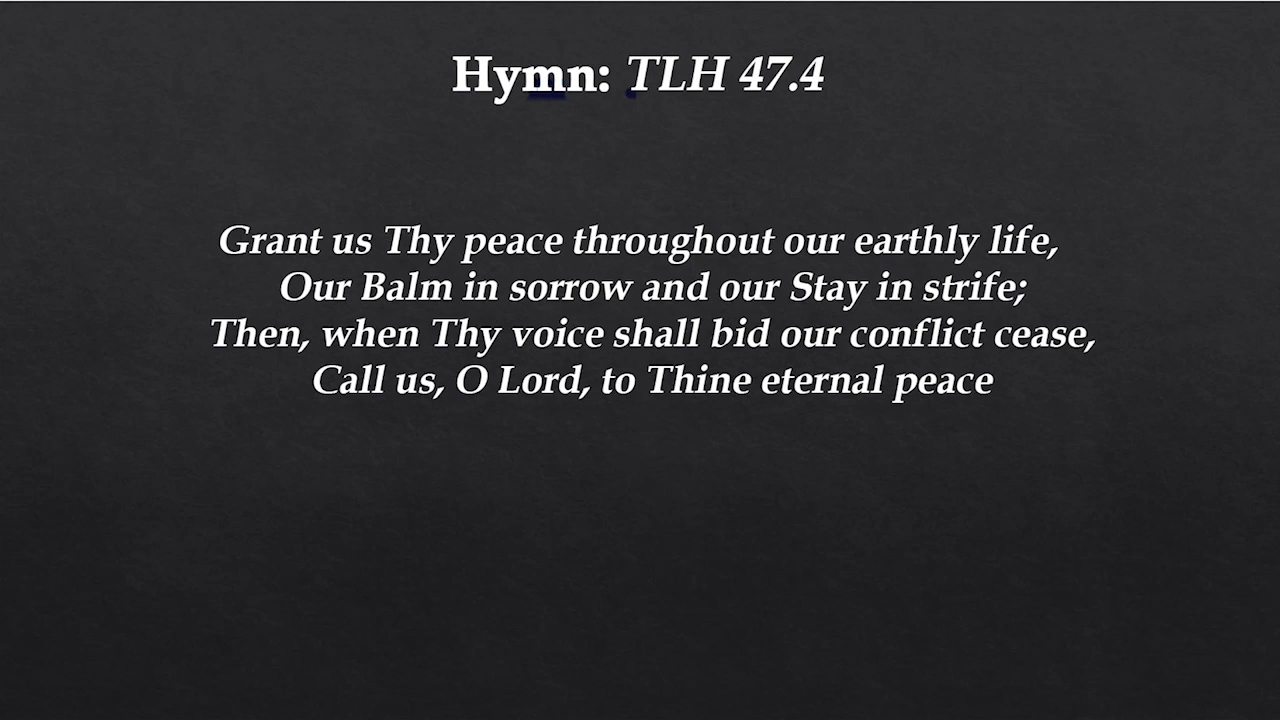 Hymn: TLH 47.4
Grant us Thy peace throughout our earthly life,
Our Balm in sorrow and our Stay in strife;
Then, when Thy voice shall bid our conflict cease,
Call us, O Lord, to Thine eternal peace